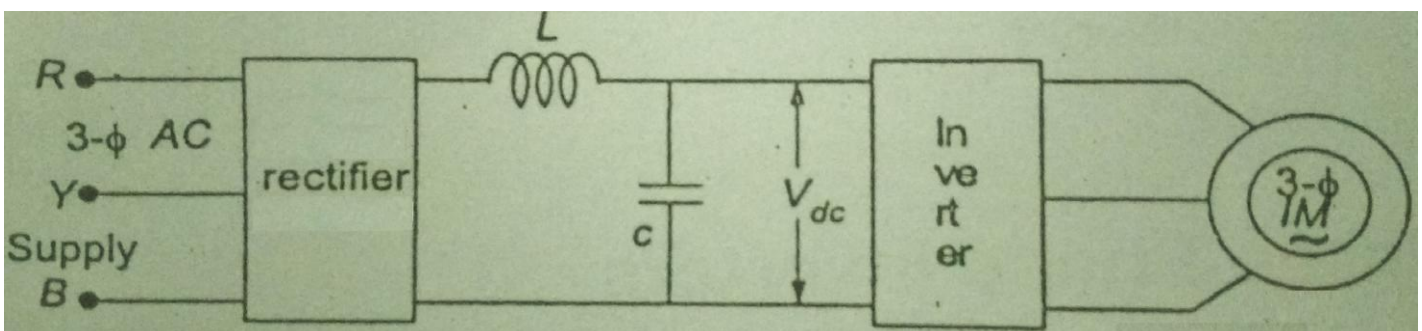 L
R
3-ϕ AC
Y
Supply
B
rectifier
C
V dc
In
ve
rt
er
3-ϕ
IM
~